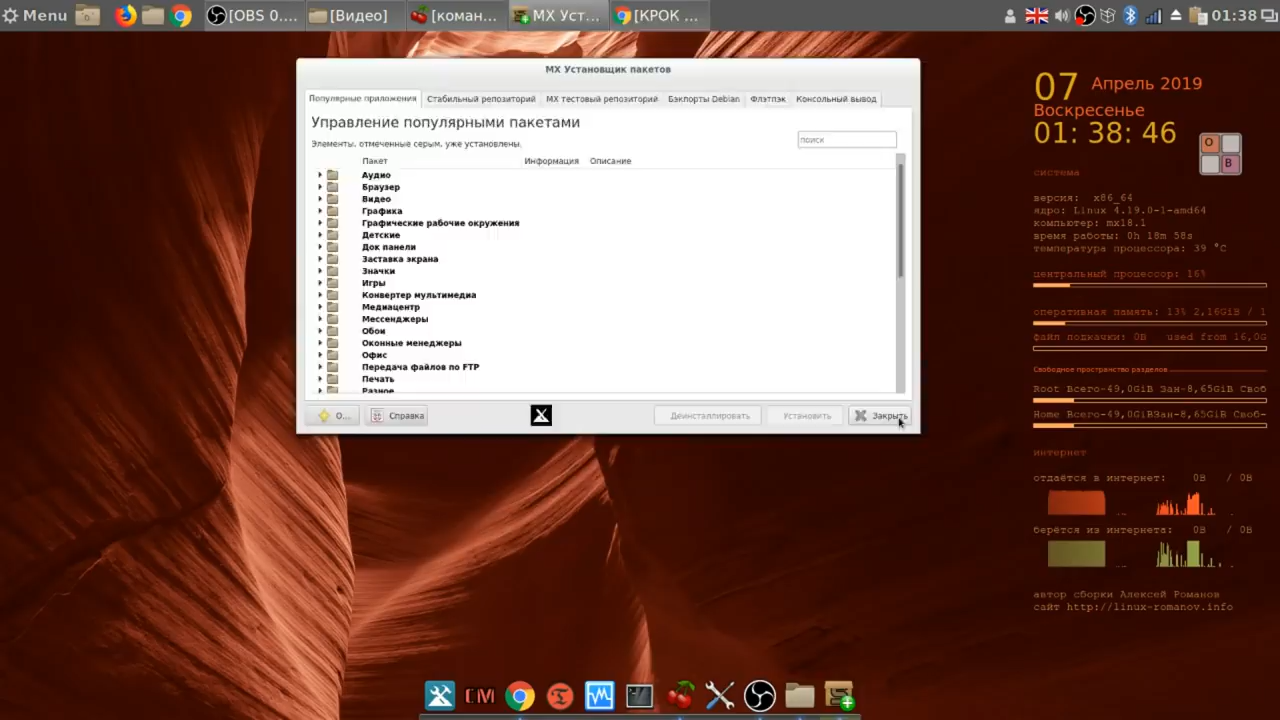 Menu
[OBS 0....
[Видео]
[коман...
MX Уст...
[КРОК ...
01:38
MX Установщик пакетов
Популярные приложения
Стабильный репозиторий
MX тестовый репозиторий
Бэкпорты Debian
Флэтпэк
Консольный вывод
Управление популярными пакетами
поиск
Элементы, отмеченные серым, уже установлены.
Пакет Информация Описание
Аудио
Браузер
Видео
Графика
Графические рабочие окружения
Детские
Док панели
Заставка экрана
Значки
Игры
Конвертер мультимедиа
Медиацентр
Мессенджеры
Обои
Оконные менеджеры
Офис
Передача файлов по FTP
Печать
Разное
О...
Справка
Деинсталлировать
Установить
Закрыть
07 Апрель 2019
Воскресенье
01: 38: 46
O
B
система
версия: x86_64
ядро: Linux 4.19.0-1-amd64
компьютер: mx18.1
время работы: 0h 18m 58s
температура процессора: 39 °C
центральный процессор: 16%
оперативная память: 13% 2,16GiB / 1
файл подкачки: 0B used from 16,0G
Свободное пространство разделов
Root Всего-49,0GiB Зан-8,65GiB Своб
Home Всего-49,0GiBЗан-8,65GiB Своб-
интернет
отдаётся в интернет: 0B / 0B
берётся из интернета: 0B / 0B
автор сборки Алексей Романов
сайт http://linux-romanov.info
CM